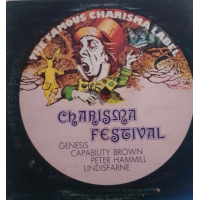 THE FAMOUS CHARISMA LABEL
CHARISMA
FESTIVAL
GENESIS
CAPABILITY BROWN
PETER HAMMILL
LINDISFARNE